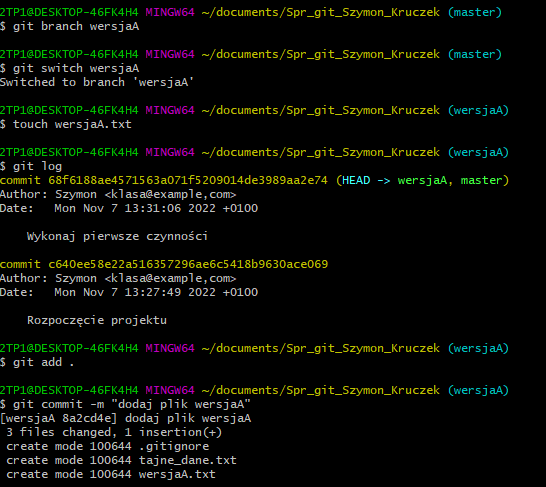 2TP1@DESKTOP-46FK4H4 MINGW64 ~/documents/Spr_git_Szymon_Kruczek (master)
$ git branch wersjaA
2TP1@DESKTOP-46FK4H4 MINGW64 ~/documents/Spr_git_Szymon_Kruczek (master)
$ git switch wersjaA
Switched to branch 'wersjaA'
2TP1@DESKTOP-46FK4H4 MINGW64 ~/documents/Spr_git_Szymon_Kruczek (wersjaA)
$ touch wersjaA.txt
2TP1@DESKTOP-46FK4H4 MINGW64 ~/documents/Spr_git_Szymon_Kruczek (wersjaA)
$ git log
commit 68f6188ae4571563a071f5209014de3989aa2e74 (HEAD -> wersjaA, master)
Author: Szymon <klasa@example,com>
Date:   Mon Nov 7 13:31:06 2022 +0100
    Wykonaj pierwsze czynności
commit c640ee58e22a516357296ae6c5418b9630ace069
Author: Szymon <klasa@example,com>
Date:   Mon Nov 7 13:27:49 2022 +0100
    Rozpoczęcie projektu
2TP1@DESKTOP-46FK4H4 MINGW64 ~/documents/Spr_git_Szymon_Kruczek (wersjaA)
$ git add .
2TP1@DESKTOP-46FK4H4 MINGW64 ~/documents/Spr_git_Szymon_Kruczek (wersjaA)
$ git commit -m "dodaj plik wersjaA"
[wersjaA 8a2cd4e] dodaj plik wersjaA
 3 files changed, 1 insertion(+)
 create mode 100644 .gitignore
 create mode 100644 tajne_dane.txt
 create mode 100644 wersjaA.txt